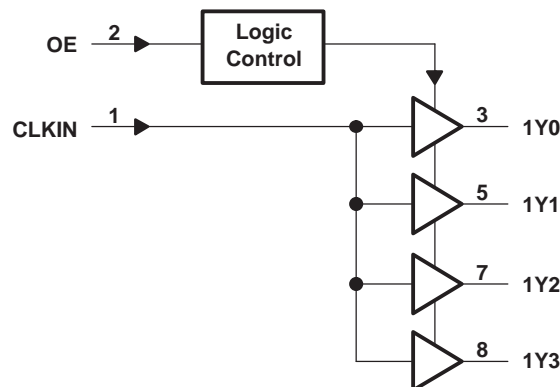 OE 2
Logic
Control
CLKIN 1
3 1Y0
5 1Y1
7 1Y2
8 1Y3